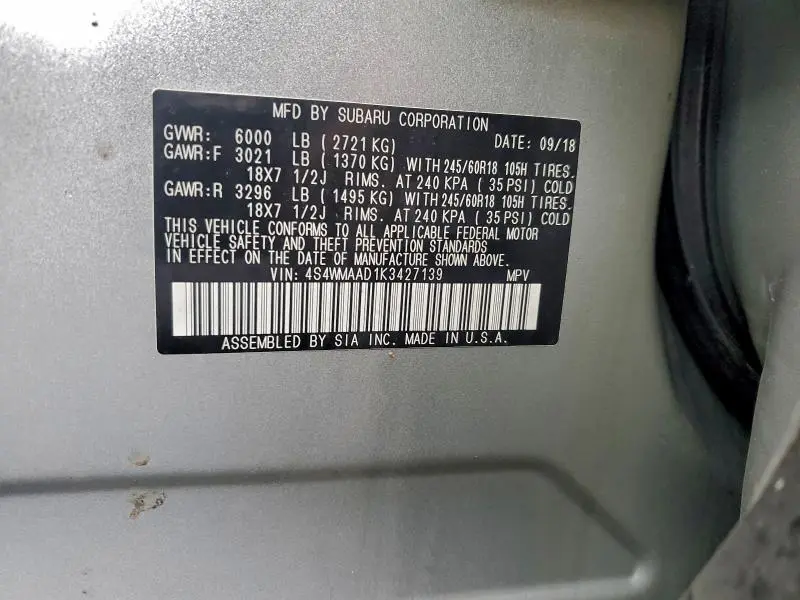 MFD BY SUBARU CORPORATION
GVWR: 6000 LB ( 2721 KG) DATE: 09/18
GAWR:F 3021 LB ( 1370 KG) WITH 245/60R18 105H TIRES.
18X7 1/2J RIMS. AT 240 KPA ( 35 PSI) COLD
GAWR:R 3296 LB ( 1495 KG) WITH 245/60R18 105H TIRES.
18X7 1/2J RIMS. AT 240 KPA ( 35 PSI) COLD
THIS VEHICLE CONFORMS TO ALL APPLICABLE FEDERAL MOTOR
VEHICLE SAFETY AND THEFT PREVENTION STANDARDS
IN EFFECT ON THE DATE OF MANUFACTURE SHOWN ABOVE.
VIN: 4S4WMAAD1K3427139 MPV
ASSEMBLED BY SIA INC. MADE IN U.S.A.